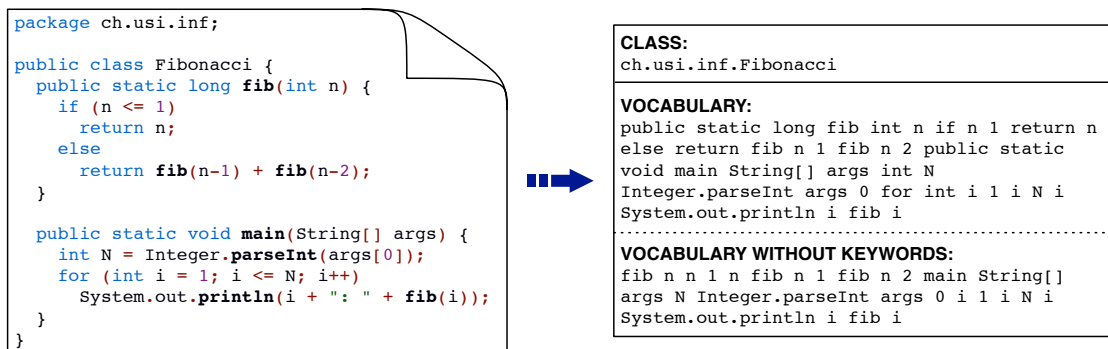 package ch.usi.inf;
public class Fibonacci {
public static long fib(int n) {
if (n <= 1)
return n;
else
return fib(n-1) + fib(n-2);
}
public static void main(String[] args) {
int N = Integer.parseInt(args[0]);
for (int i = 1; i <= N; i++)
System.out.println(i + ": " + fib(i));
}
}
CLASS:
ch.usi.inf.Fibonacci
VOCABULARY:
public static long fib int n if n 1 return n
else return fib n 1 fib n 2 public static
void main String[] args int N
Integer.parseInt args 0 for int i 1 i N i
System.out.println i fib i
VOCABULARY WITHOUT KEYWORDS:
fib n n 1 n fib n 1 fib n 2 main String[]
args N Integer.parseInt args 0 i 1 i N i
System.out.println i fib i